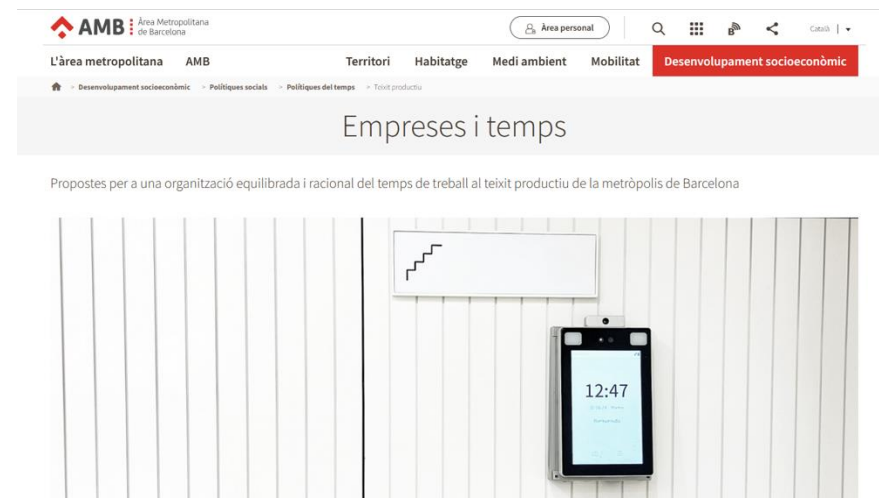 AMB Àrea Metropolitana
de Barcelona
Àrea personal
Català
L'àrea metropolitana AMB Territori Habitatge Medi ambient Mobilitat Desenvolupament socioeconòmic
> Desenvolupament socioeconòmic > Polítiques socials > Polítiques del temps > Teixit productiu
Empreses i temps
Propostes per a una organització equilibrada i racional del temps de treball al teixit productiu de la metròpolis de Barcelona
12:47